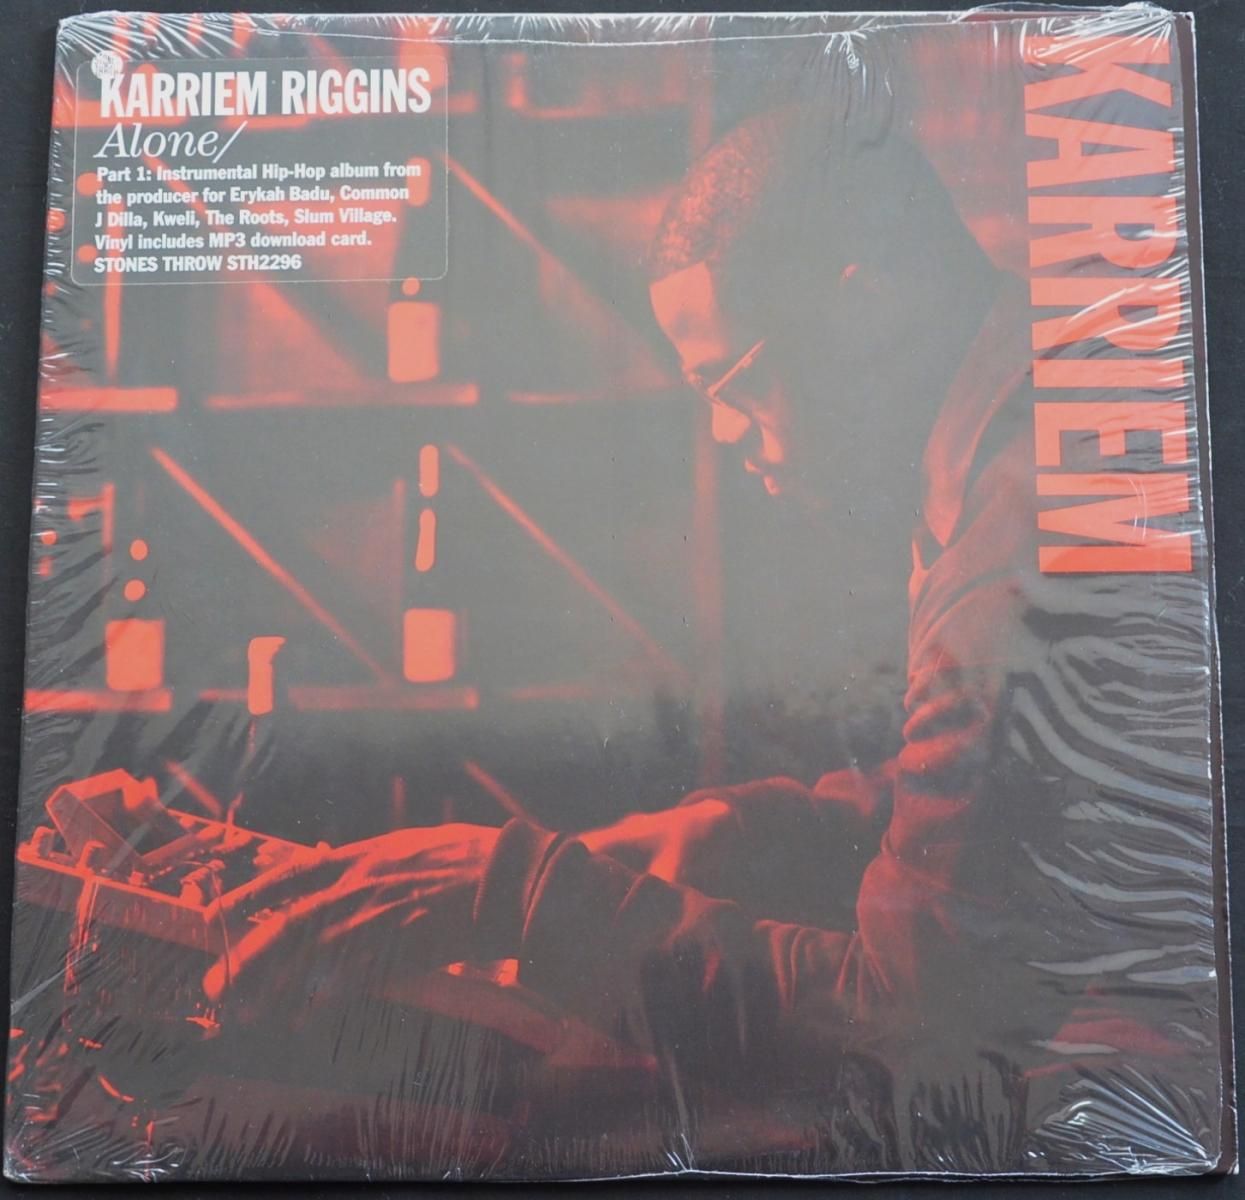 KARRIEM RIGGINS
Alone/
Part 1: Instrumental Hip-Hop album from
the producer for Erykah Badu, Common
J Dilla, Kweli, The Roots, Slum Village.
Vinyl includes MP3 download card.
STONES THROW STH2296
KARRIEM